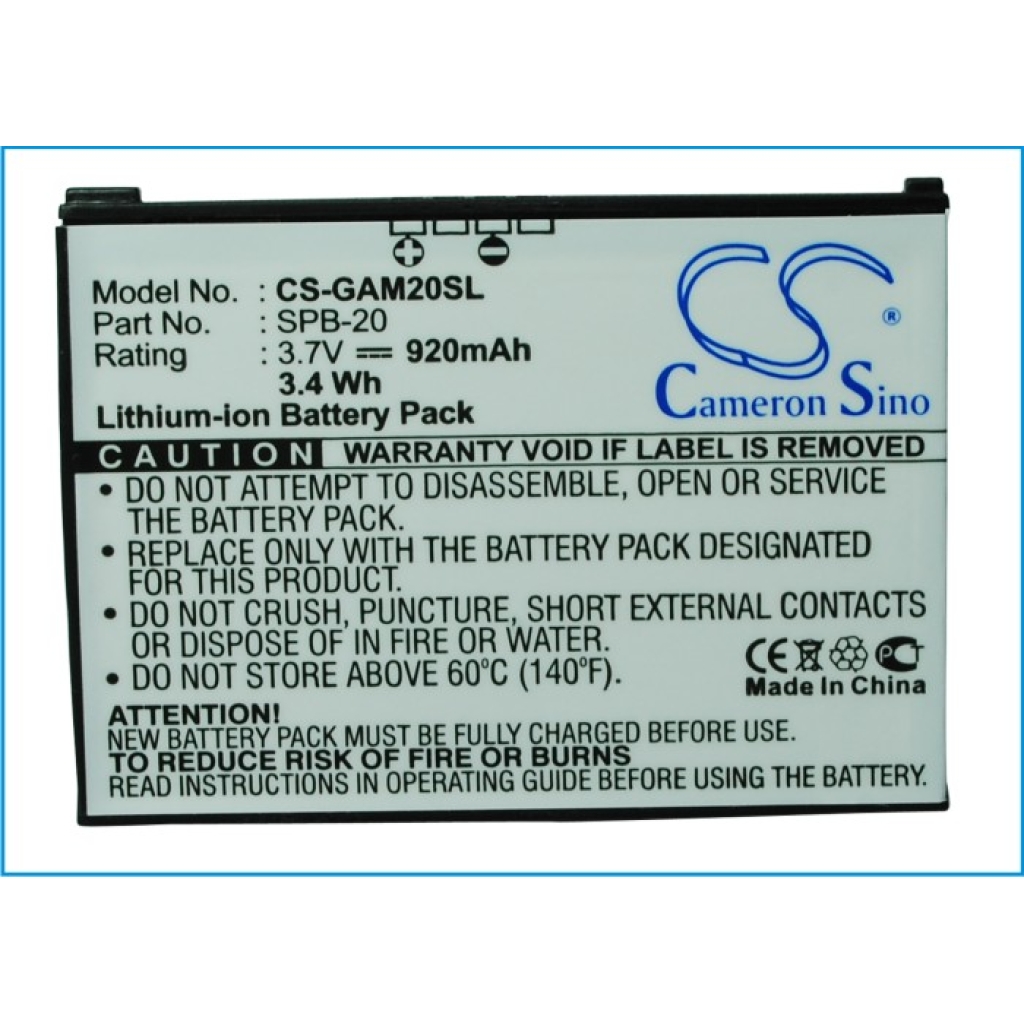 Model No. : CS-GAM20SL
Part No. : SPB-20
Rating : 3.7V 920mAh
3.4 Wh
Lithium-ion Battery Pack
CS
®
Cameron Sino
CAUTION WARRANTY VOID IF LABEL IS REMOVED
• DO NOT ATTEMPT TO DISASSEMBLE, OPEN OR SERVICE
THE BATTERY PACK.
• REPLACE ONLY WITH THE BATTERY PACK DESIGNATED
FOR THIS PRODUCT.
• DO NOT CRUSH, PUNCTURE, SHORT EXTERNAL CONTACTS
OR DISPOSE OF IN FIRE OR WATER.
• DO NOT STORE ABOVE 60°C (140°F).
CE PCT
Made In China
ATTENTION!
NEW BATTERY PACK MUST BE FULLY CHARGED BEFORE USE.
TO REDUCE RISK OF FIRE OR BURNS
READ INSTRUCTIONS IN OPERATING GUIDE BEFORE USING THE BATTERY.